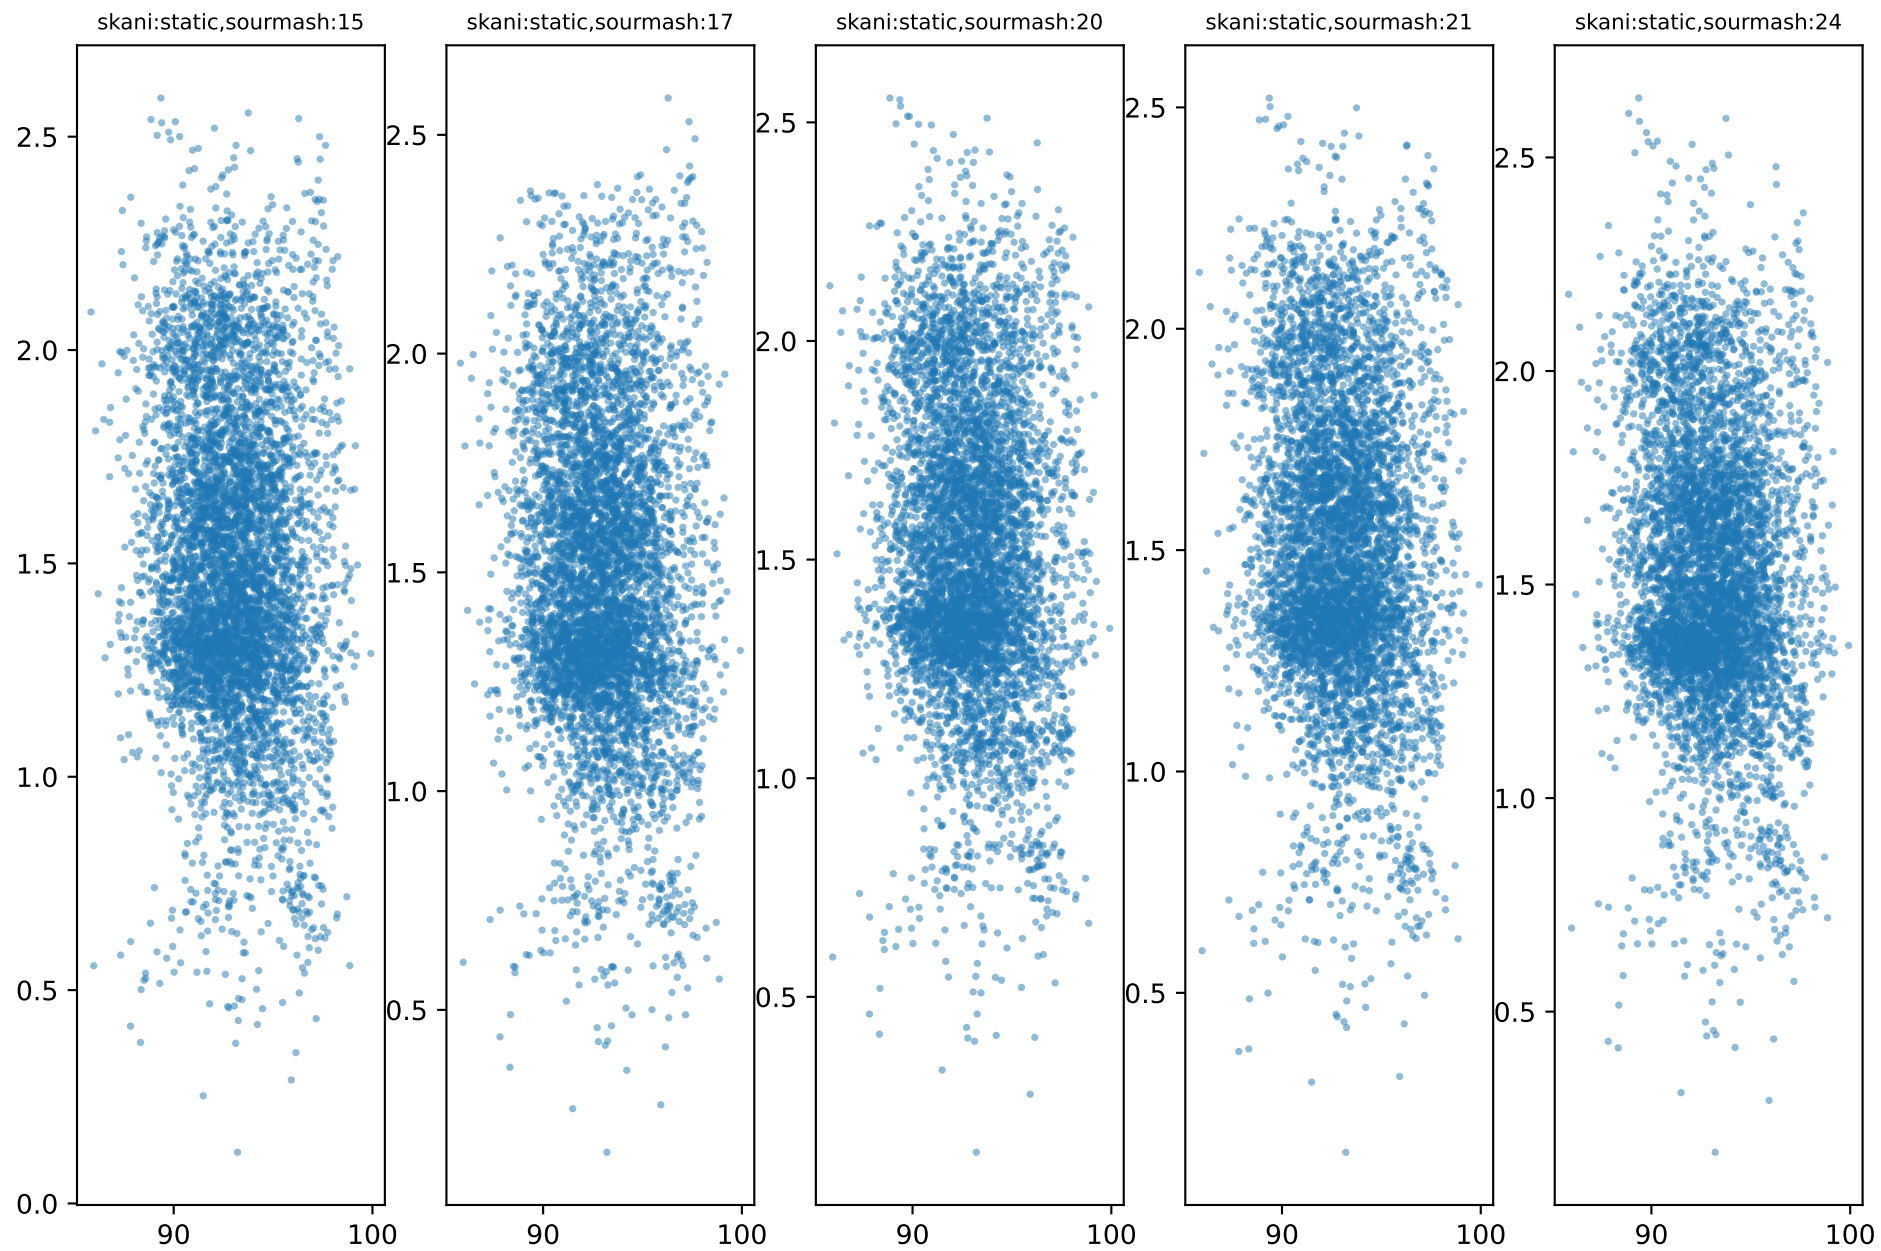 skani:static,sourmash:15 skani:static,sourmash:17 skani:static,sourmash:20 skani:static,sourmash:21 skani:static,sourmash:24
2.5 2.5 2.5 2.5 2.5
2.0 2.0 2.0 2.0 2.0
1.5 1.5 1.5 1.5 1.5
1.0 1.0 1.0 1.0 1.0
0.5 0.5 0.5 0.5 0.5
0.0
90 100 90 100 90 100 90 100 90 100